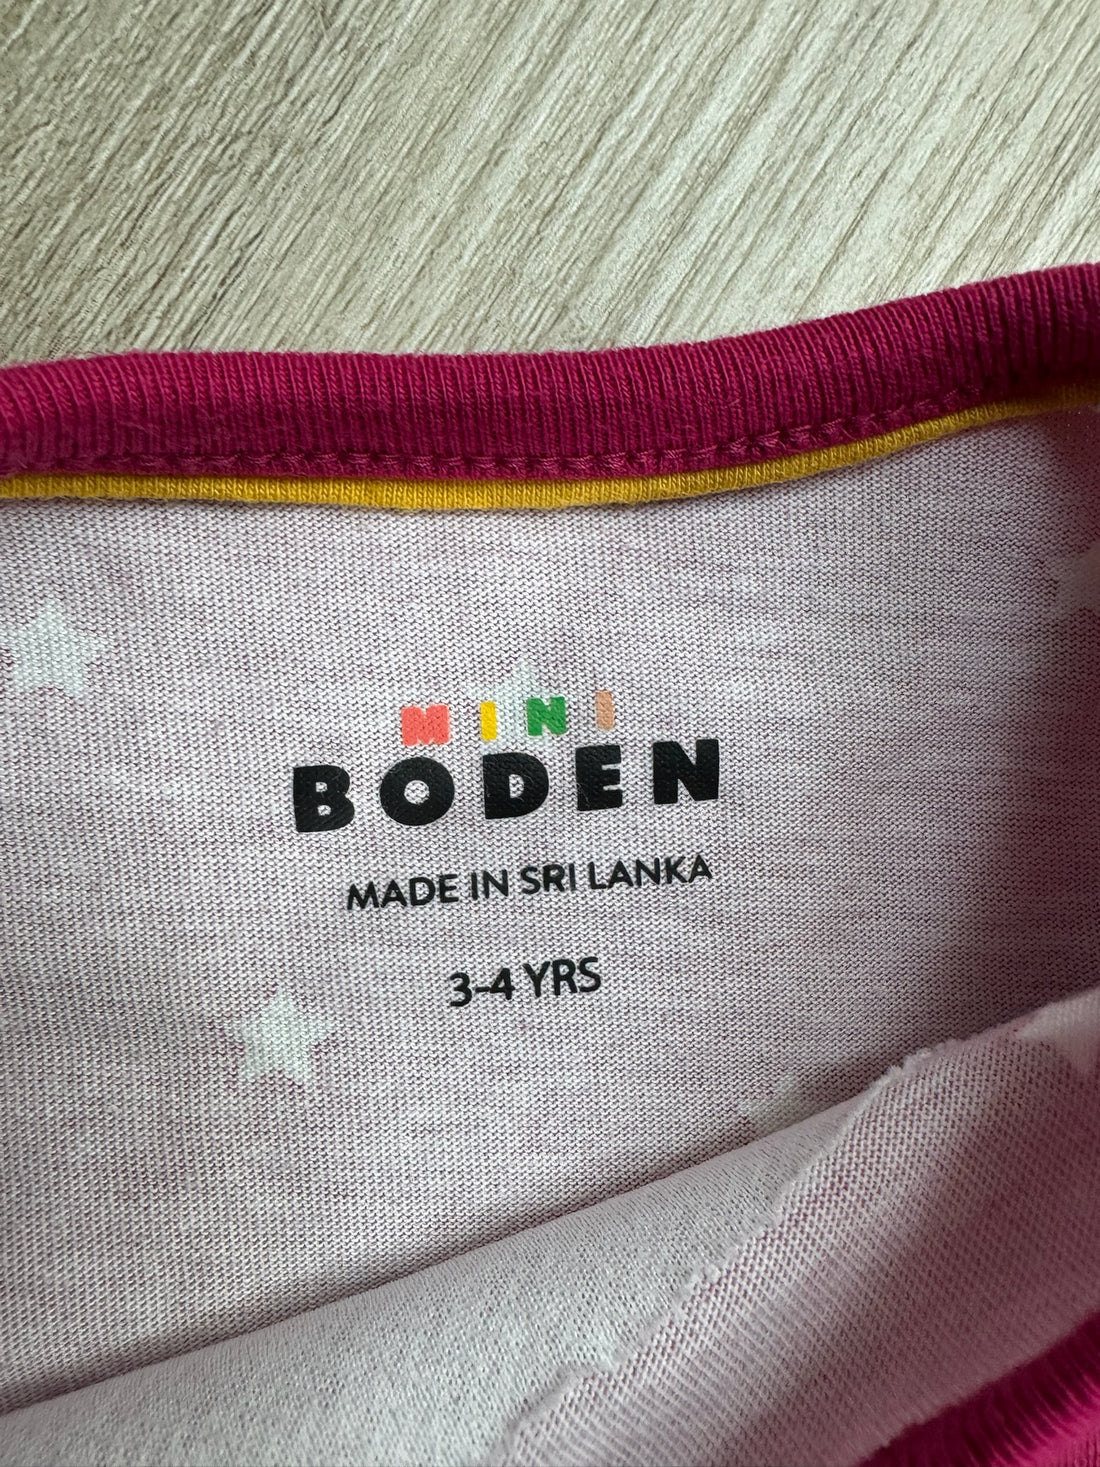 MINI
BODEN
MADE IN SRI LANKA
3-4 YRS